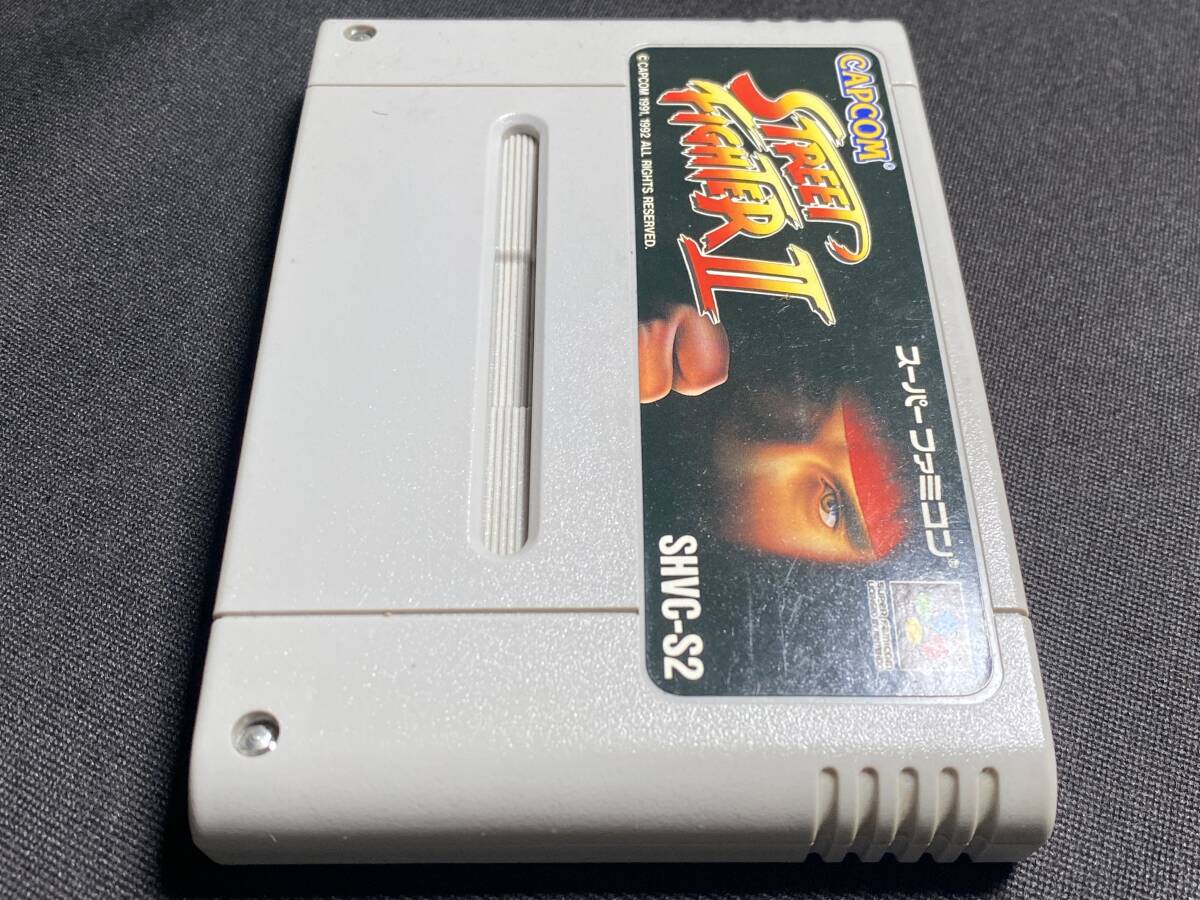 CAPCOM®
STREET
FIGHTER II
©CAPCOM 1991, 1992 ALL RIGHTS RESERVED.
スーパーファミコン®
SHVC-S2